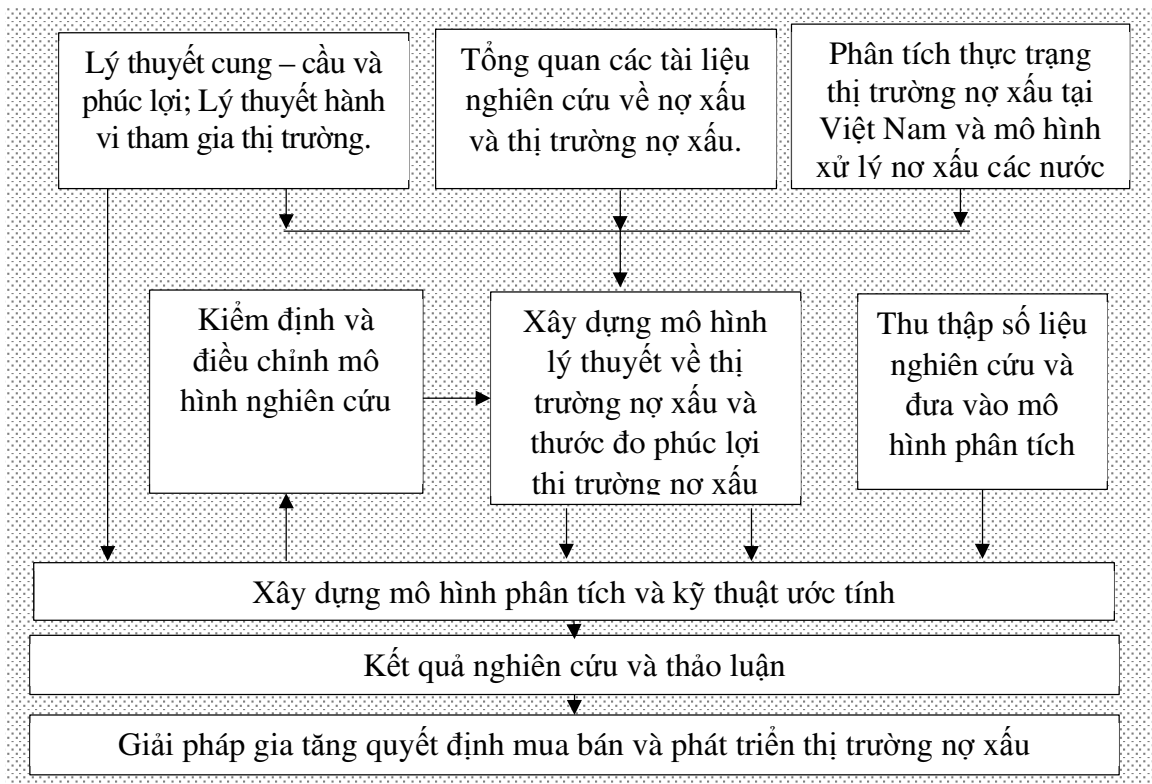 Lý thuyết cung – cầu và
phúc lợi; Lý thuyết hành
vi tham gia thị trường.
Tổng quan các tài liệu
nghiên cứu về nợ xấu
và thị trường nợ xấu.
Phân tích thực trạng
thị trường nợ xấu tại
Việt Nam và mô hình
xử lý nợ xấu các nước
Kiểm định và
điều chỉnh mô
hình nghiên cứu
Xây dựng mô hình
lý thuyết về thị
trường nợ xấu và
thước đo phúc lợi
thị trường nợ xấu
Thu thập số liệu
nghiên cứu và
đưa vào mô
hình phân tích
Xây dựng mô hình phân tích và kỹ thuật ước tính
Kết quả nghiên cứu và thảo luận
Giải pháp gia tăng quyết định mua bán và phát triển thị trường nợ xấu